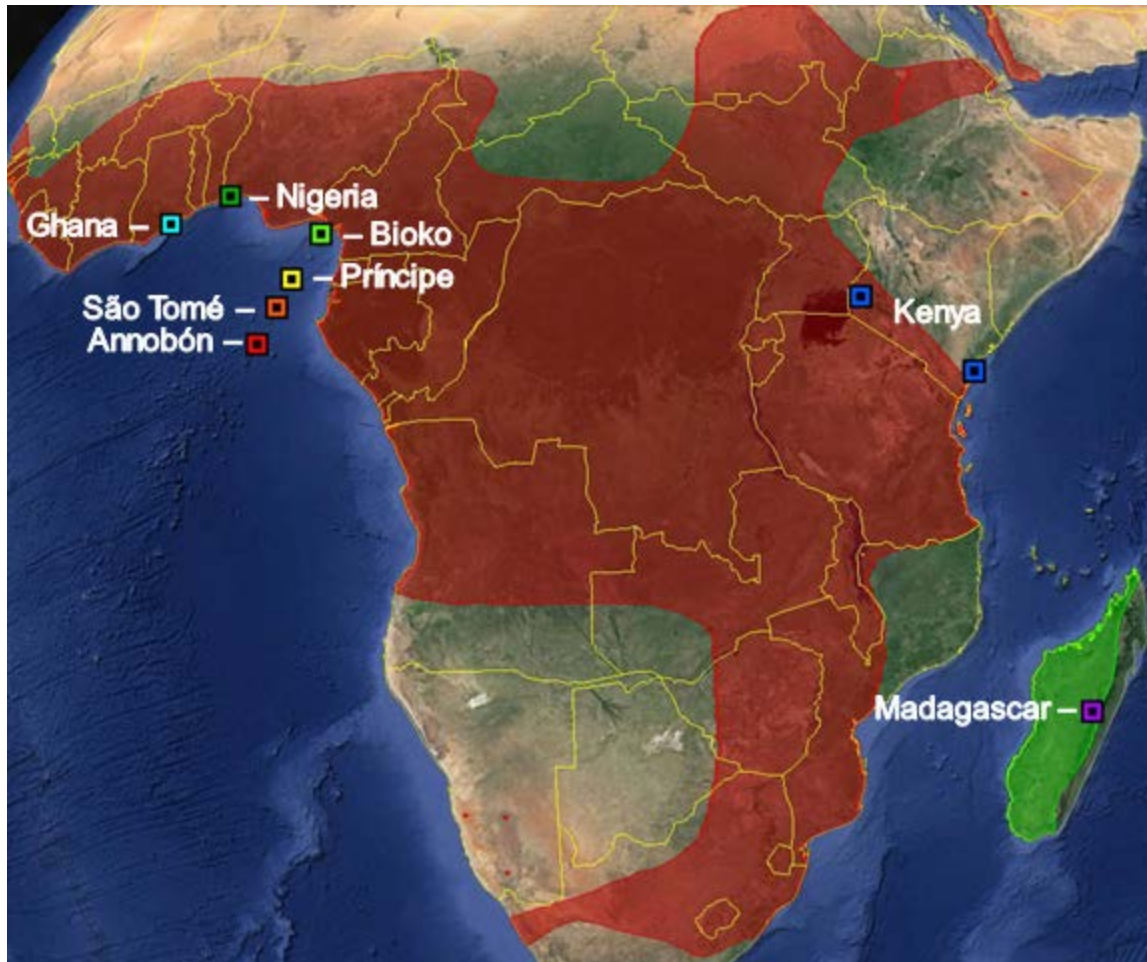 Nigeria
Ghana
Bioko
Príncipe
São Tomé
Kenya
Annobón
Madagascar